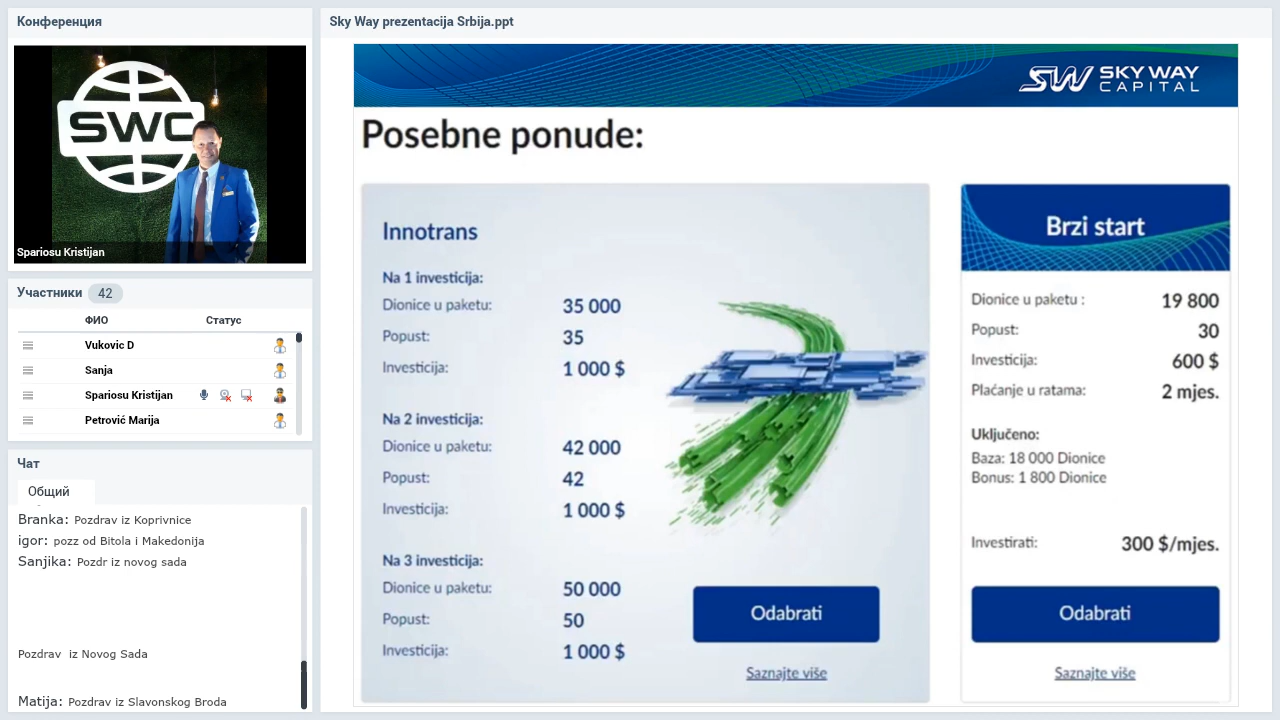 Конференция
SWC
Spariosu Kristijan
Участники 42
ФИО Статус
Vukovic D
Sanja
Spariosu Kristijan
Petrović Marija
Чат
Общий
Branka: Pozdrav iz Koprivnice
igor: pozz od Bitola i Makedonija
Sanjika: Pozdr iz novog sada
Pozdrav iz Novog Sada
Matija: Pozdrav iz Slavonskog Broda
Sky Way prezentacija Srbija.ppt
SW SKY WAY
CAPITAL
Posebne ponude:
Innotrans
Na 1 investicija:
Dionice u paketu: 35 000
Popust: 35
Investicija: 1 000 $
Na 2 investicija:
Dionice u paketu: 42 000
Popust: 42
Investicija: 1 000 $
Na 3 investicija:
Dionice u paketu: 50 000
Popust: 50
Investicija: 1 000 $
Odabrati
Saznajte više
Brzi start
Dionice u paketu : 19 800
Popust: 30
Investicija: 600 $
Plaćanje u ratama: 2 mjes.
Uključeno:
Baza: 18 000 Dionice
Bonus: 1 800 Dionice
Investirati: 300 $/mjes.
Odabrati
Saznajte više